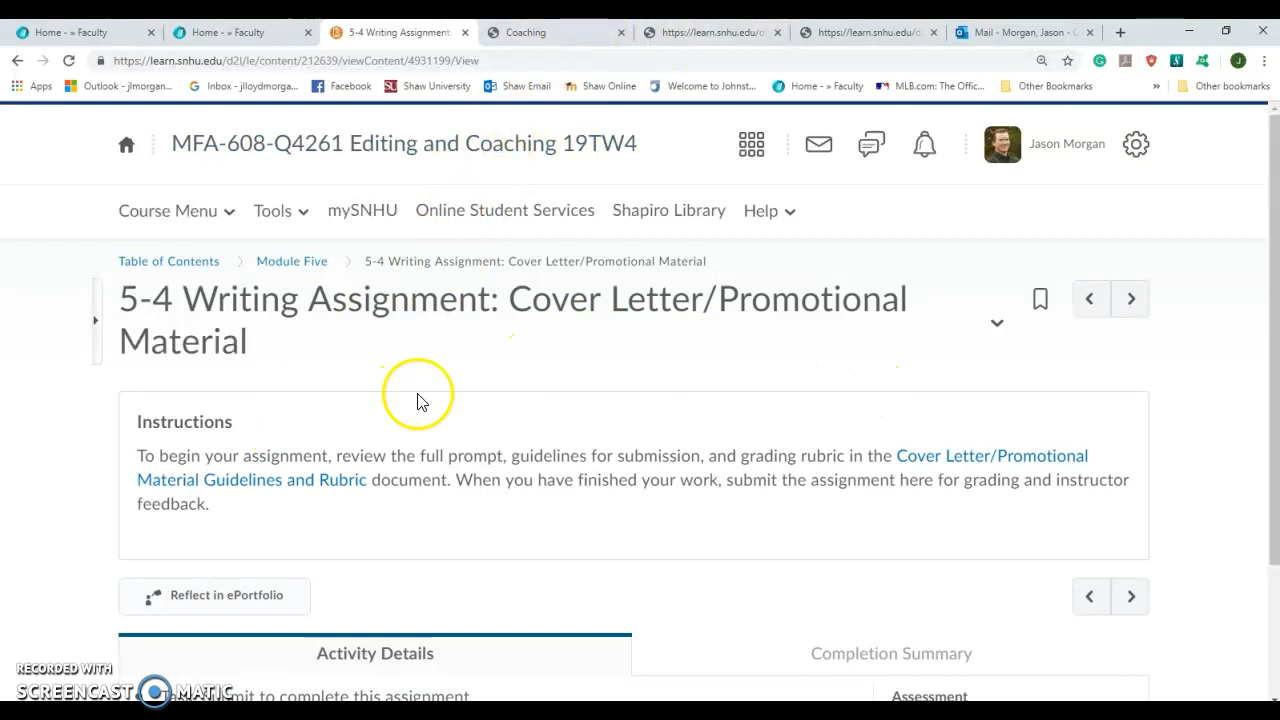 Home - » Faculty
Home - » Faculty
5-4 Writing Assignment:
Coaching
https://learn.snhu.edu/d
https://learn.snhu.edu/d
Mail - Morgan, Jason - 
https://learn.snhu.edu/d2l/le/content/212639/viewContent/4931199/View
Apps
Outlook - jlmorgan...
Inbox - jlloydmorga...
Facebook
Shaw University
Shaw Email
Shaw Online
Welcome to Johnst...
Home - » Faculty
MLB.com: The Offic...
Other Bookmarks
»
Other bookmarks
MFA-608-Q4261 Editing and Coaching 19TW4
Jason Morgan
Course Menu
Tools
mySNHU
Online Student Services
Shapiro Library
Help
Table of Contents
Module Five
5-4 Writing Assignment: Cover Letter/Promotional Material
5-4 Writing Assignment: Cover Letter/Promotional
Material
Instructions
To begin your assignment, review the full prompt, guidelines for submission, and grading rubric in the Cover Letter/Promotional
Material Guidelines and Rubric document. When you have finished your work, submit the assignment here for grading and instructor
feedback.
Reflect in ePortfolio
Activity Details
Completion Summary
to complete this assignment
Assessment
RECORDED WITH
SCREENCAST MATIC